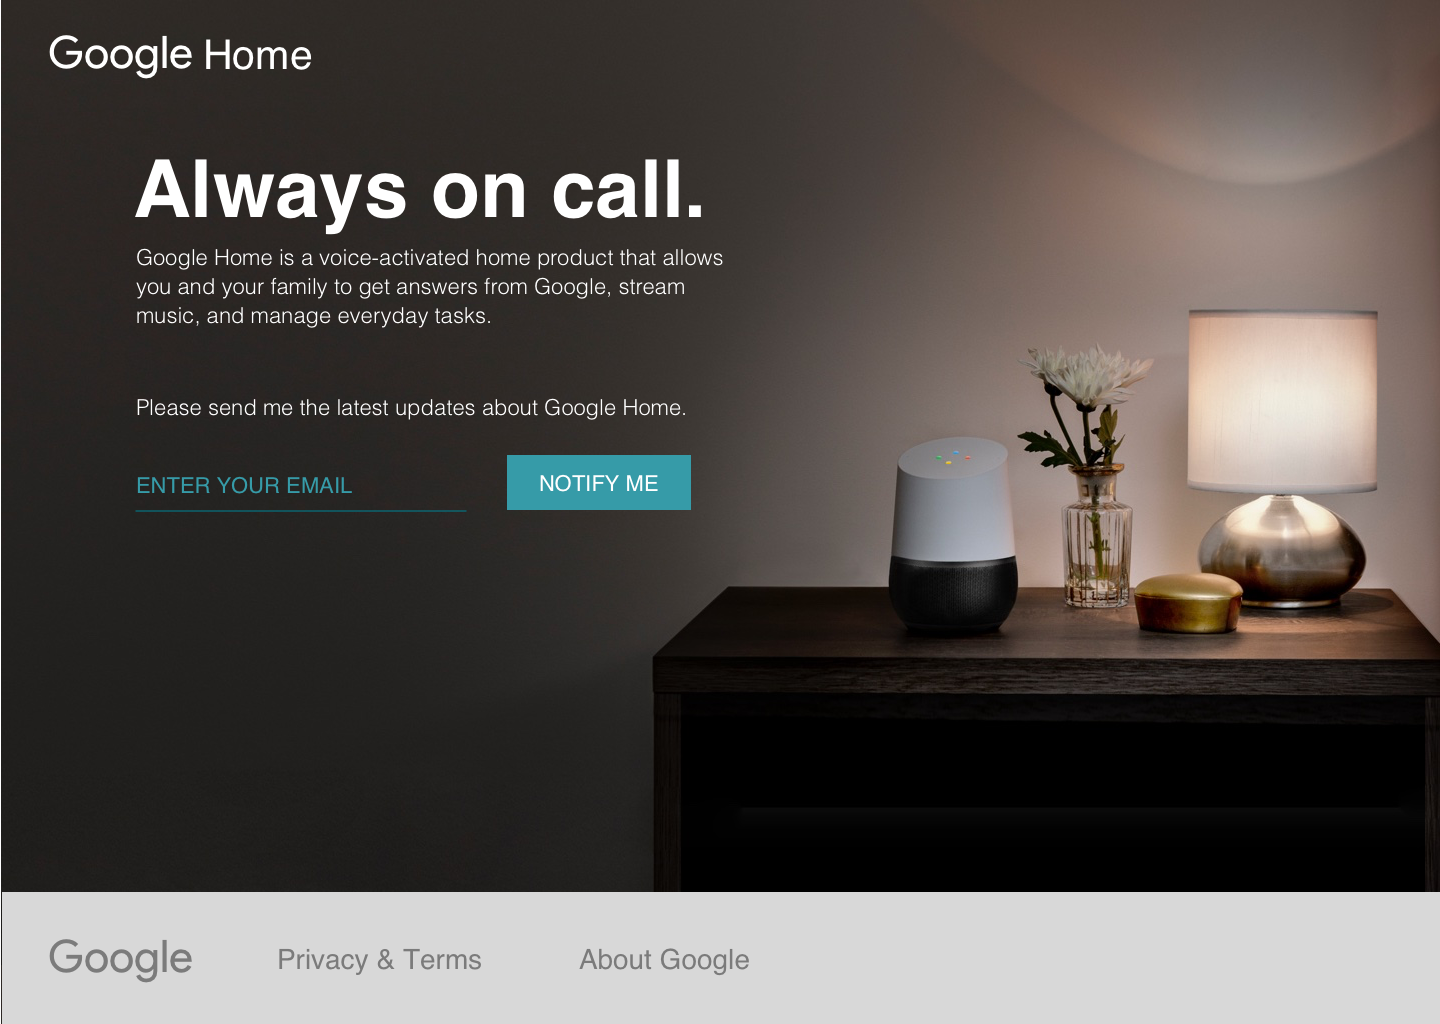 Google Home
Always on call.
Google Home is a voice-activated home product that allows
you and your family to get answers from Google, stream
music, and manage everyday tasks.
Please send me the latest updates about Google Home.
ENTER YOUR EMAIL
NOTIFY ME
Google
Privacy & Terms
About Google